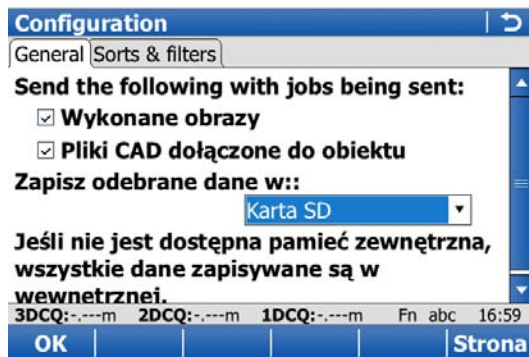 Configuration
General Sorts & filters
Send the following with jobs being sent:
Wykonane obrazy
Pliki CAD dołączone do obiektu
Zapisz odebrane dane w::
Karta SD
Jeśli nie jest dostępna pamięć zewnętrzna,
wszystkie dane zapisywane są w
wewnetrznej.
3DCQ:-.---m 2DCQ:-.---m 1DCQ:-.---m Fn abc 16:59
OK Strona